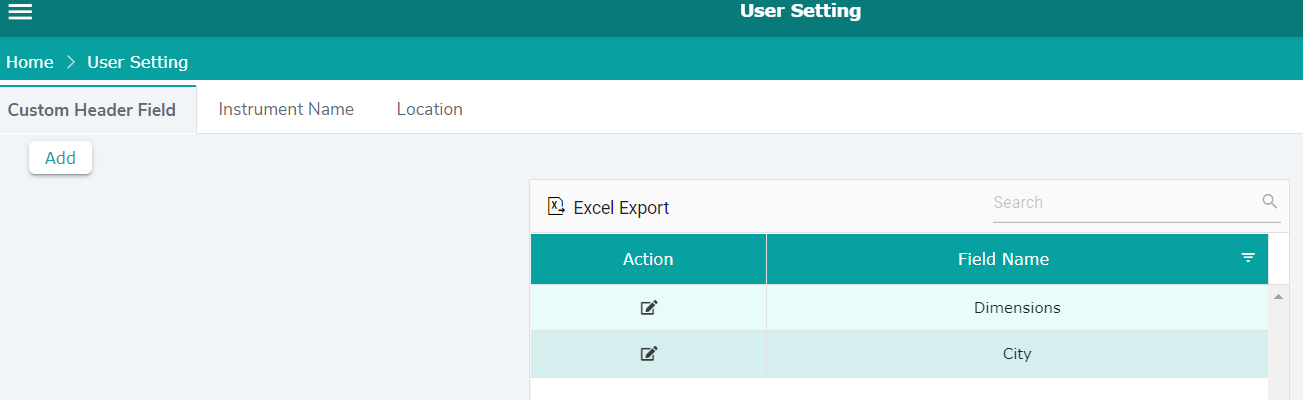 User Setting
Home > User Setting
Custom Header Field Instrument Name Location
Add
Excel Export Search
Action Field Name
Dimensions
City